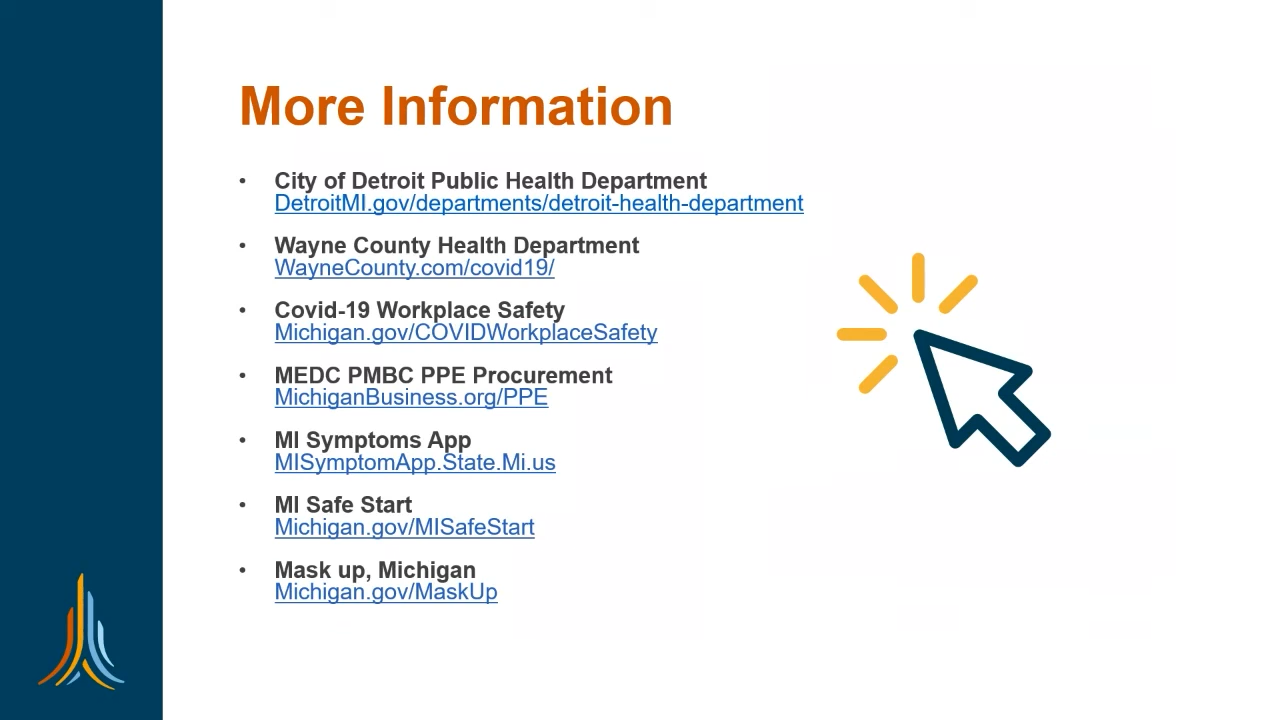 More Information
• City of Detroit Public Health Department
DetroitMI.gov/departments/detroit-health-department
• Wayne County Health Department
WayneCounty.com/covid19/
• Covid-19 Workplace Safety
Michigan.gov/COVIDWorkplaceSafety
• MEDC PMBC PPE Procurement
MichiganBusiness.org/PPE
• MI Symptoms App
MISymptomApp.State.Mi.us
• MI Safe Start
Michigan.gov/MISafeStart
• Mask up, Michigan
Michigan.gov/MaskUp